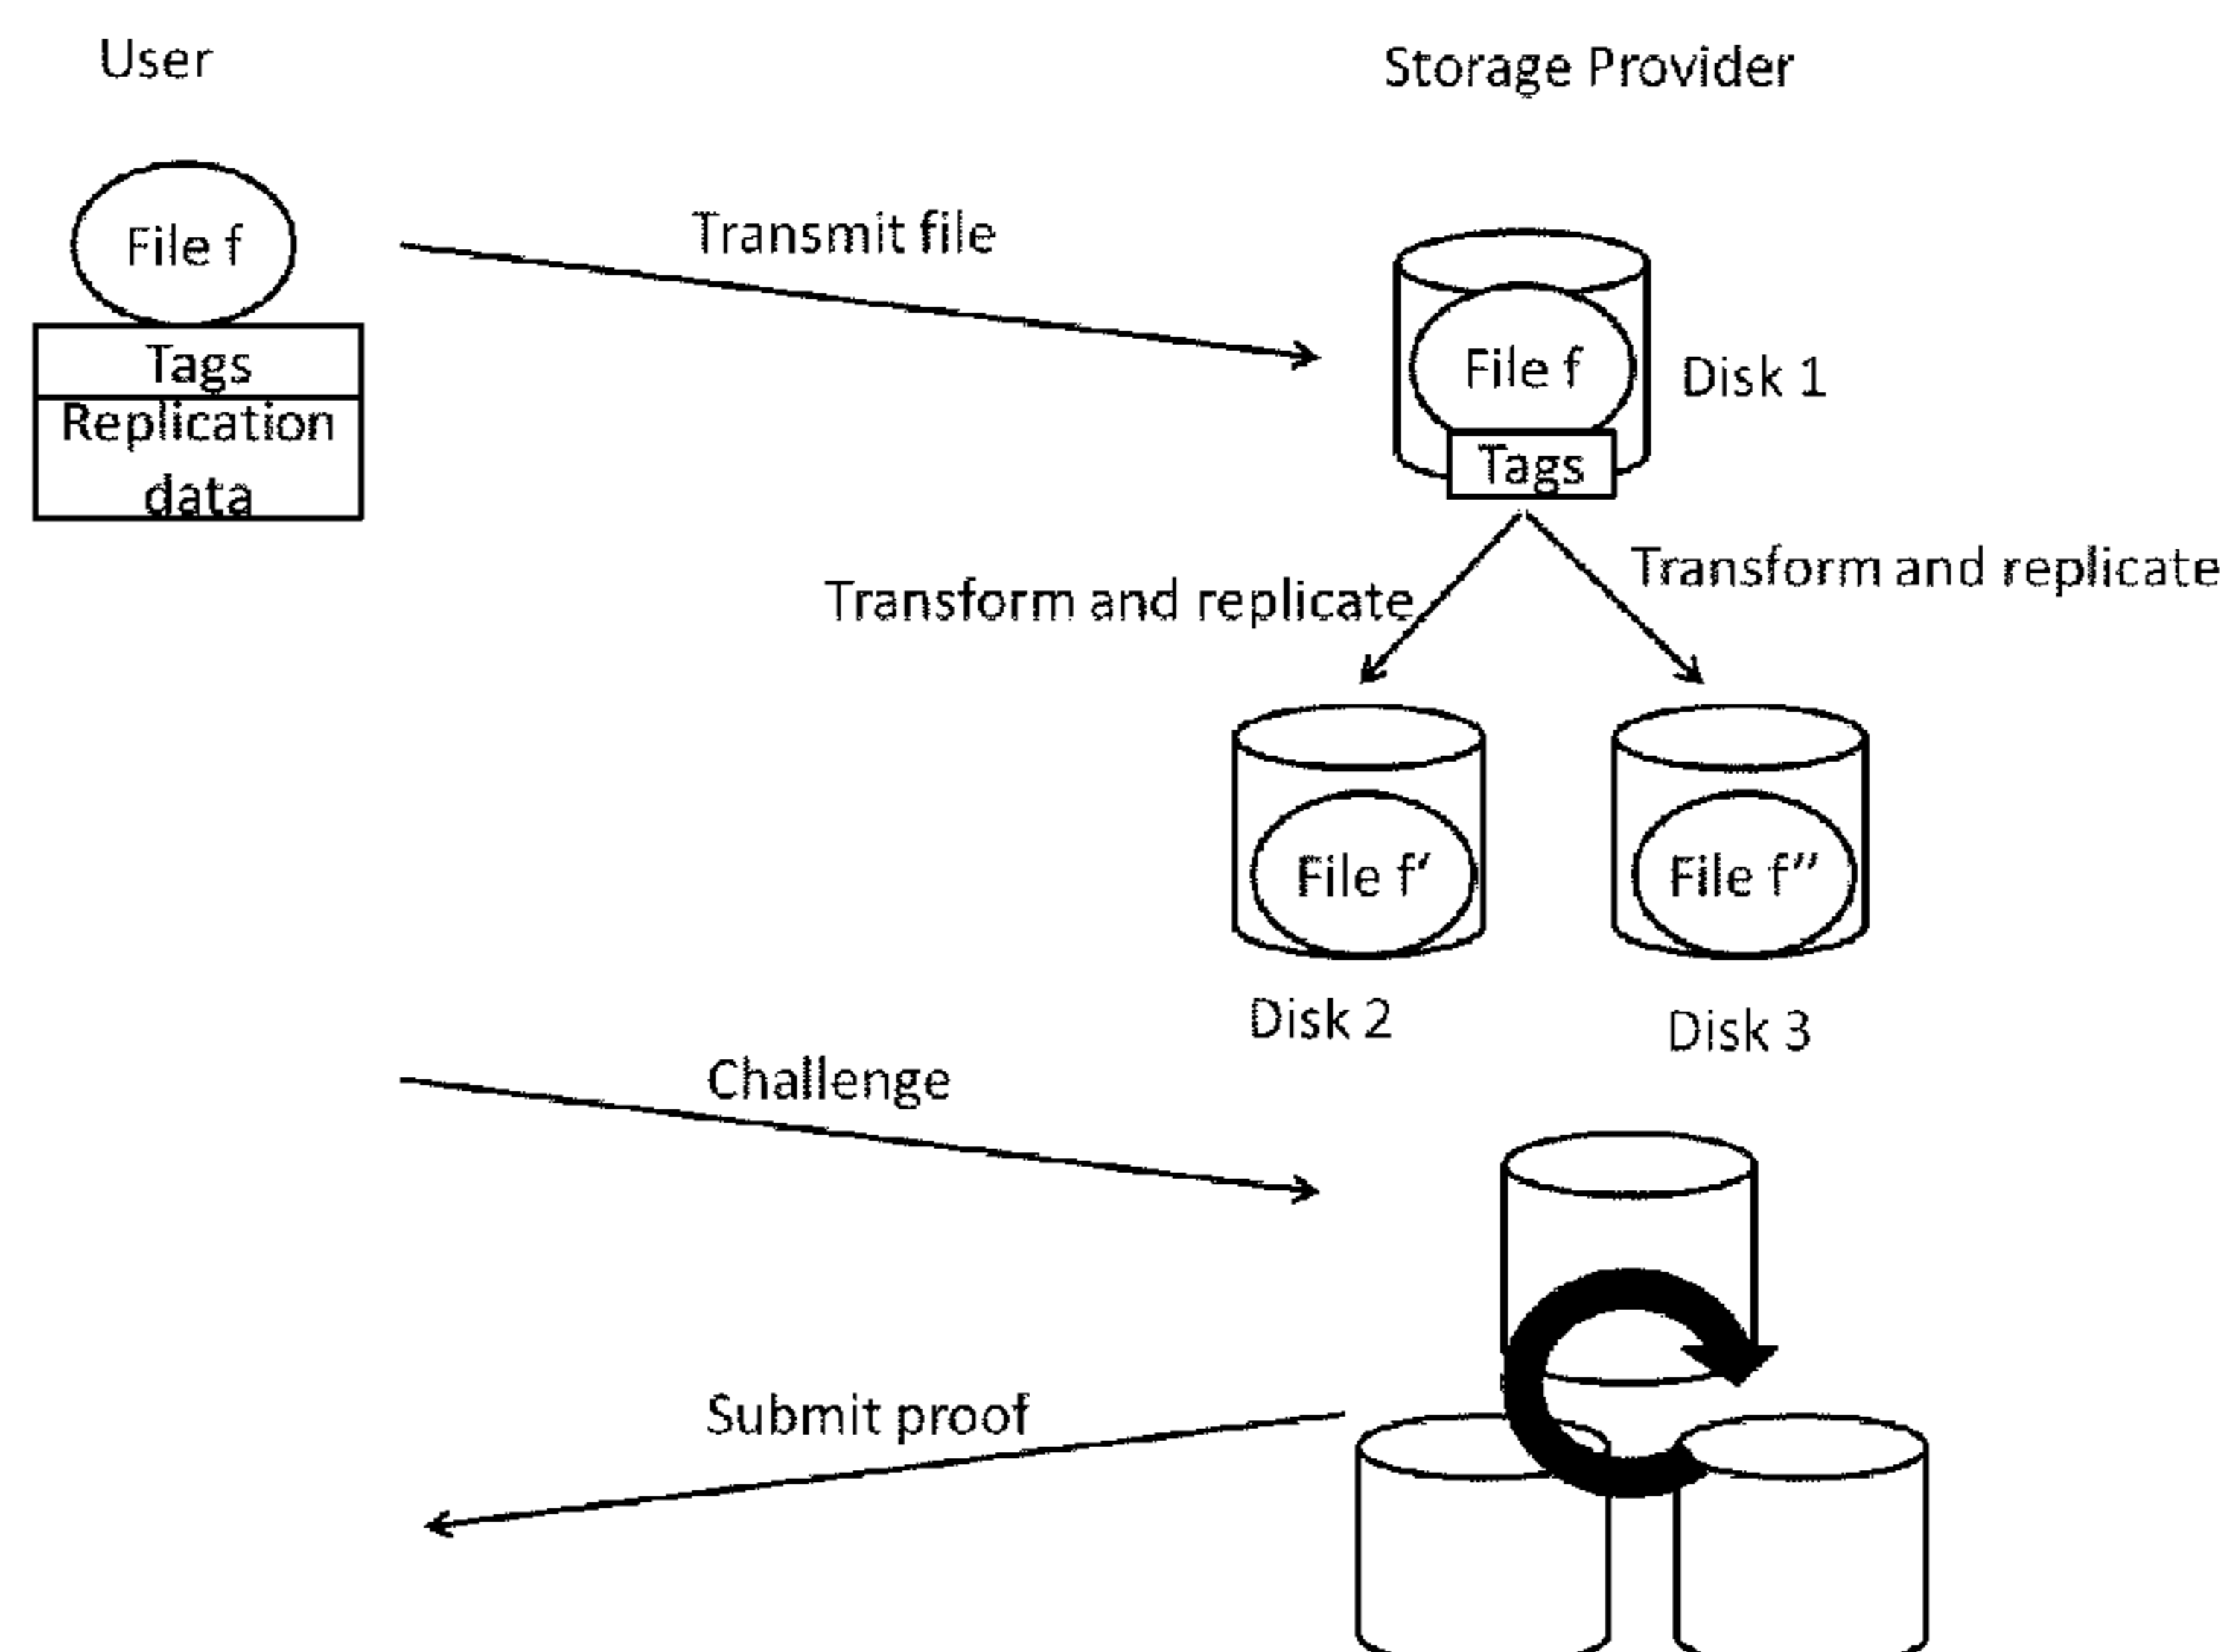 User
Storage Provider
File f
Transmit file
Tags
Replication
data
File f
Disk 1
Tags
Transform and replicate
Transform and replicate
File f'
File f''
Disk 2
Disk 3
Challenge
Submit proof